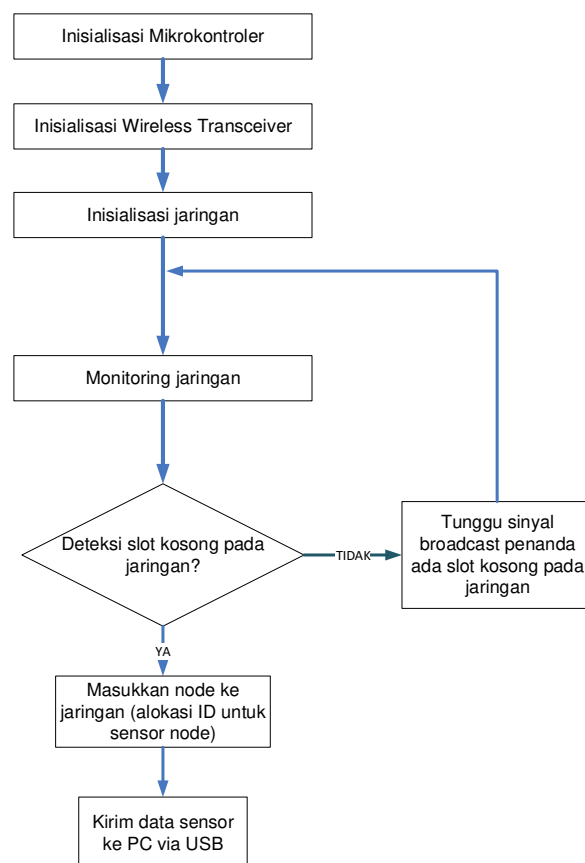 Inisialisasi Mikrokontroler
Inisialisasi Wireless Transceiver
Inisialisasi jaringan
Monitoring jaringan
Deteksi slot kosong pada
jaringan?
TIDAK
Tunggu sinyal
broadcast penanda
ada slot kosong pada
jaringan
YA
Masukkan node ke
jaringan (alokasi ID untuk
sensor node)
Kirim data sensor
ke PC via USB